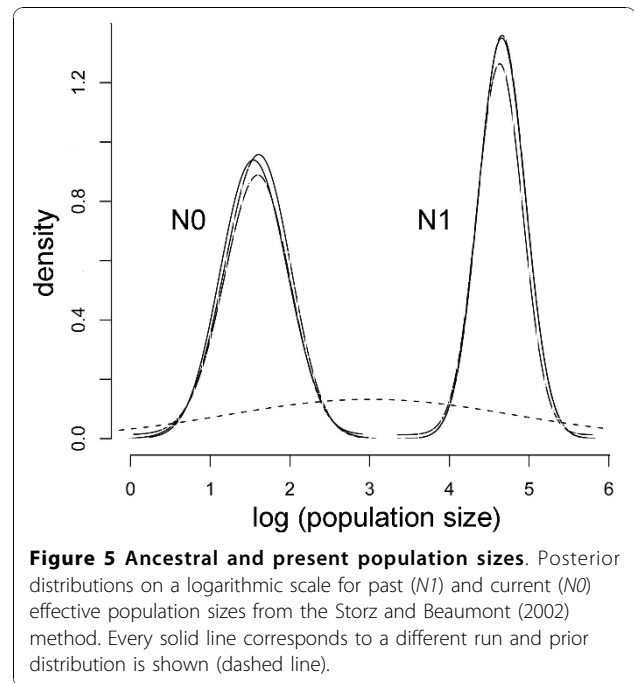 1.2
0.8
0.4
0.0
density
N0
N1
0 1 2 3 4 5 6
log (population size)
Figure 5 Ancestral and present population sizes. Posterior
distributions on a logarithmic scale for past (N1) and current (N0)
effective population sizes from the Storz and Beaumont (2002)
method. Every solid line corresponds to a different run and prior
distribution is shown (dashed line).